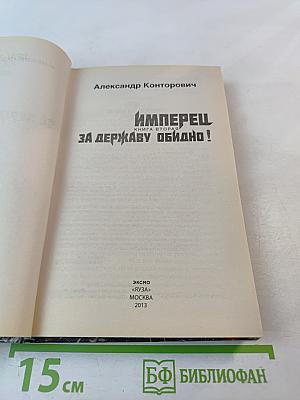 Александр Конторович
ИМПЕРЕЦ
КНИГА ВТОРАЯ
ЗА ДЕРЖАВУ ОБИДНО!
ЭКСМО
«ЯУЗА»
МОСКВА
2013
15 см
БФ БИБЛИОФАН